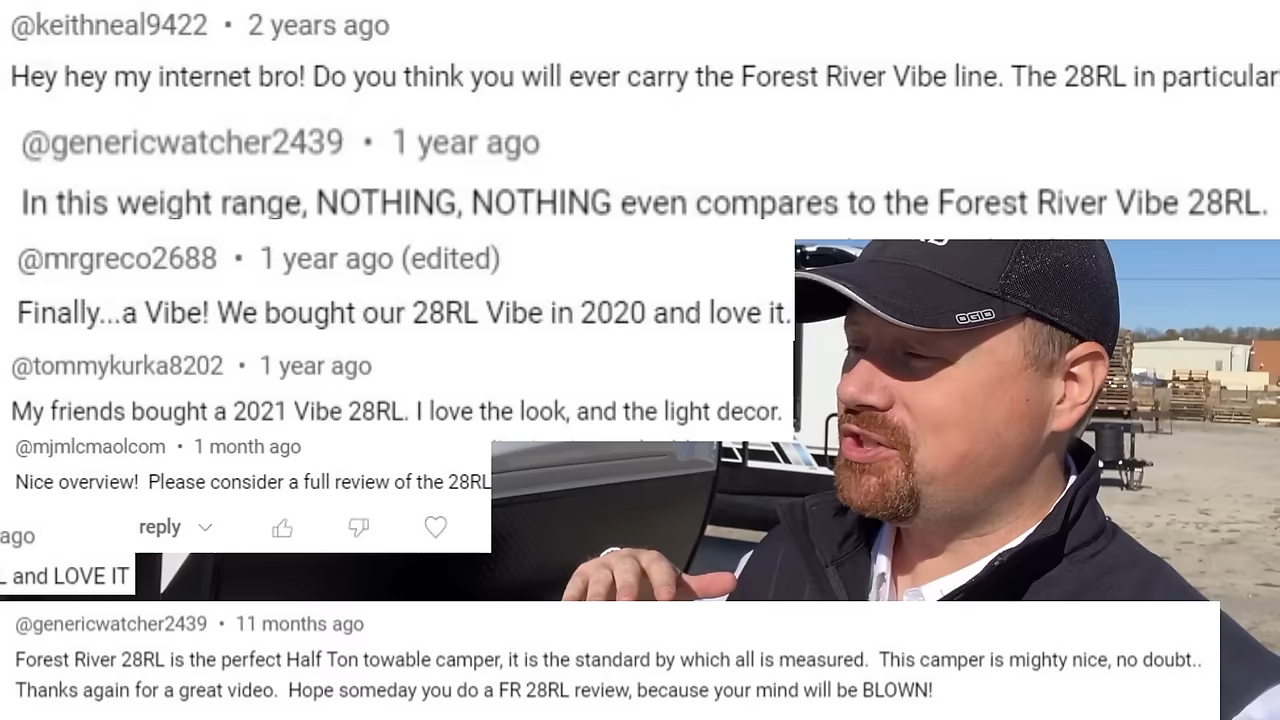 @keithneal9422 • 2 years ago
Hey hey my internet bro! Do you think you will ever carry the Forest River Vibe line. The 28RL in particular
@genericwatcher2439 • 1 year ago
In this weight range, NOTHING, NOTHING even compares to the Forest River Vibe 28RL.
@mrgreco2688 • 1 year ago (edited)
Finally...a Vibe! We bought our 28RL Vibe in 2020 and love it.
@tommykurka8202 • 1 year ago
My friends bought a 2021 Vibe 28RL. I love the look, and the light decor.
@mjmlcmaolcom • 1 month ago
Nice overview! Please consider a full review of the 28RL
reply
ago
L and LOVE IT
OGIO
@genericwatcher2439 • 11 months ago
Forest River 28RL is the perfect Half Ton towable camper, it is the standard by which all is measured. This camper is mighty nice, no doubt..
Thanks again for a great video. Hope someday you do a FR 28RL review, because your mind will be BLOWN!